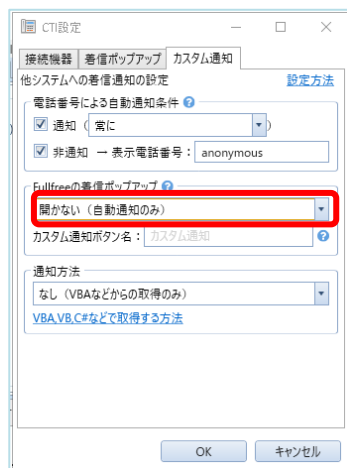 CTI設定
接続機器 着信ポップアップ カスタム通知
他システムへの着信通知の設定 設定方法
電話番号による自動通知条件
通知 ( 常に )
非通知 → 表示電話番号： anonymous
Fullfreeの着信ポップアップ
開かない（自動通知のみ）
カスタム通知ボタン名： カスタム通知
通知方法
なし（VBAなどからの取得のみ）
VBA,VB,C#などで取得する方法
OK キャンセル